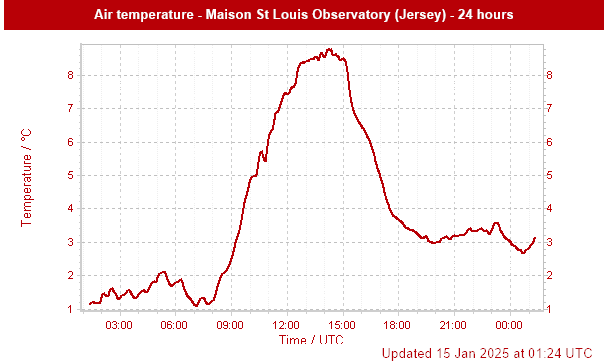 Air temperature - Maison St Louis Observatory (Jersey) - 24 hours
Temperature / °C
8 8
7 7
6 6
5 5
4 4
3 3
2 2
1 1
03:00 06:00 09:00 12:00 15:00 18:00 21:00 00:00
Time / UTC
Updated 15 Jan 2025 at 01:24 UTC